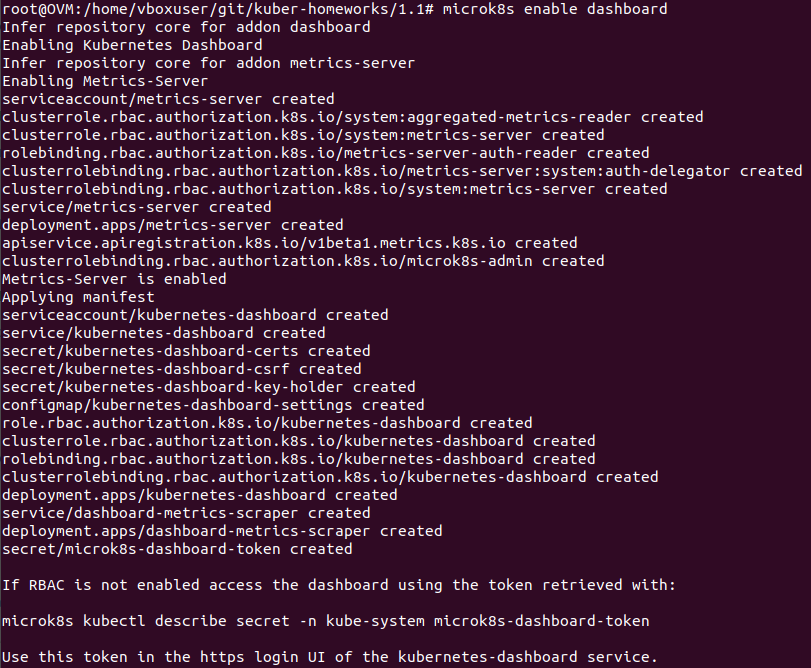 root@OVM:/home/vboxuser/git/kuber-homeworks/1.1# microk8s enable dashboard
Infer repository core for addon dashboard
Enabling Kubernetes Dashboard
Infer repository core for addon metrics-server
Enabling Metrics-Server
serviceaccount/metrics-server created
clusterrole.rbac.authorization.k8s.io/system:aggregated-metrics-reader created
clusterrole.rbac.authorization.k8s.io/system:metrics-server created
rolebinding.rbac.authorization.k8s.io/metrics-server-auth-reader created
clusterrolebinding.rbac.authorization.k8s.io/metrics-server:system:auth-delegator created
clusterrolebinding.rbac.authorization.k8s.io/system:metrics-server created
service/metrics-server created
deployment.apps/metrics-server created
apiservice.apiregistration.k8s.io/v1beta1.metrics.k8s.io created
clusterrolebinding.rbac.authorization.k8s.io/microk8s-admin created
Metrics-Server is enabled
Applying manifest
serviceaccount/kubernetes-dashboard created
service/kubernetes-dashboard created
secret/kubernetes-dashboard-certs created
secret/kubernetes-dashboard-csrf created
secret/kubernetes-dashboard-key-holder created
configmap/kubernetes-dashboard-settings created
role.rbac.authorization.k8s.io/kubernetes-dashboard created
clusterrole.rbac.authorization.k8s.io/kubernetes-dashboard created
rolebinding.rbac.authorization.k8s.io/kubernetes-dashboard created
clusterrolebinding.rbac.authorization.k8s.io/kubernetes-dashboard created
deployment.apps/kubernetes-dashboard created
service/dashboard-metrics-scraper created
deployment.apps/dashboard-metrics-scraper created
secret/microk8s-dashboard-token created

If RBAC is not enabled access the dashboard using the token retrieved with:

microk8s kubectl describe secret -n kube-system microk8s-dashboard-token

Use this token in the https login UI of the kubernetes-dashboard service.